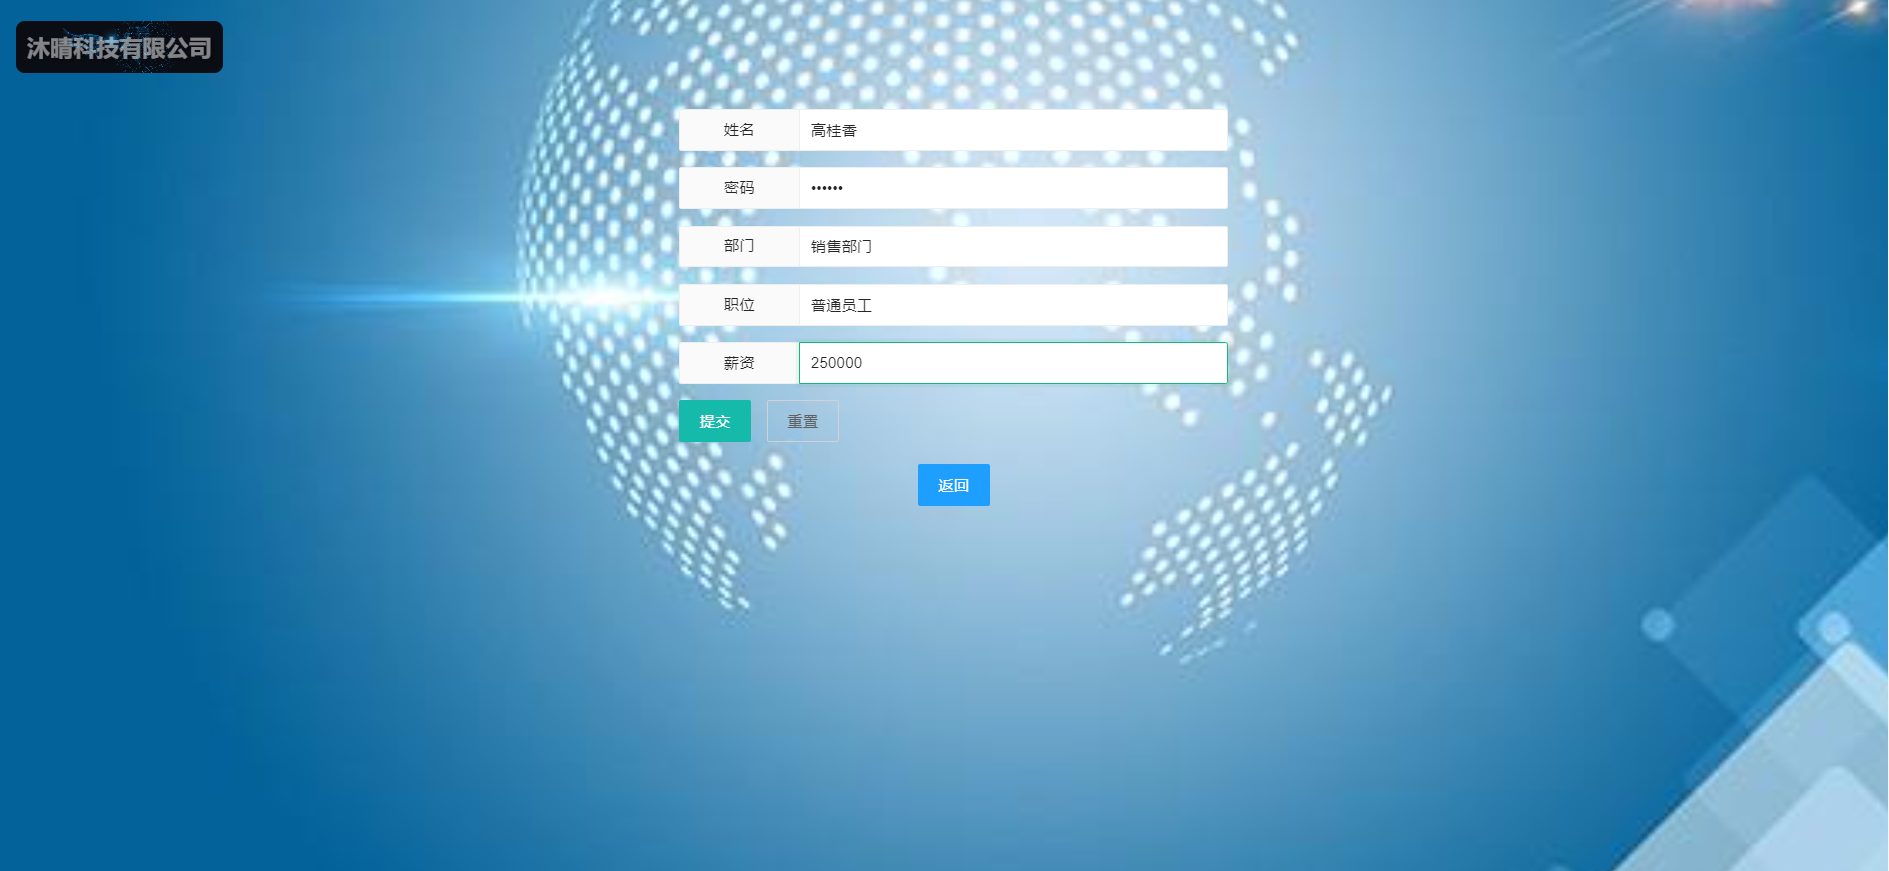 沐晴科技有限公司
姓名 高桂香
密码 ••••••
部门 销售部门
职位 普通员工
薪资 250000
提交 重置
返回